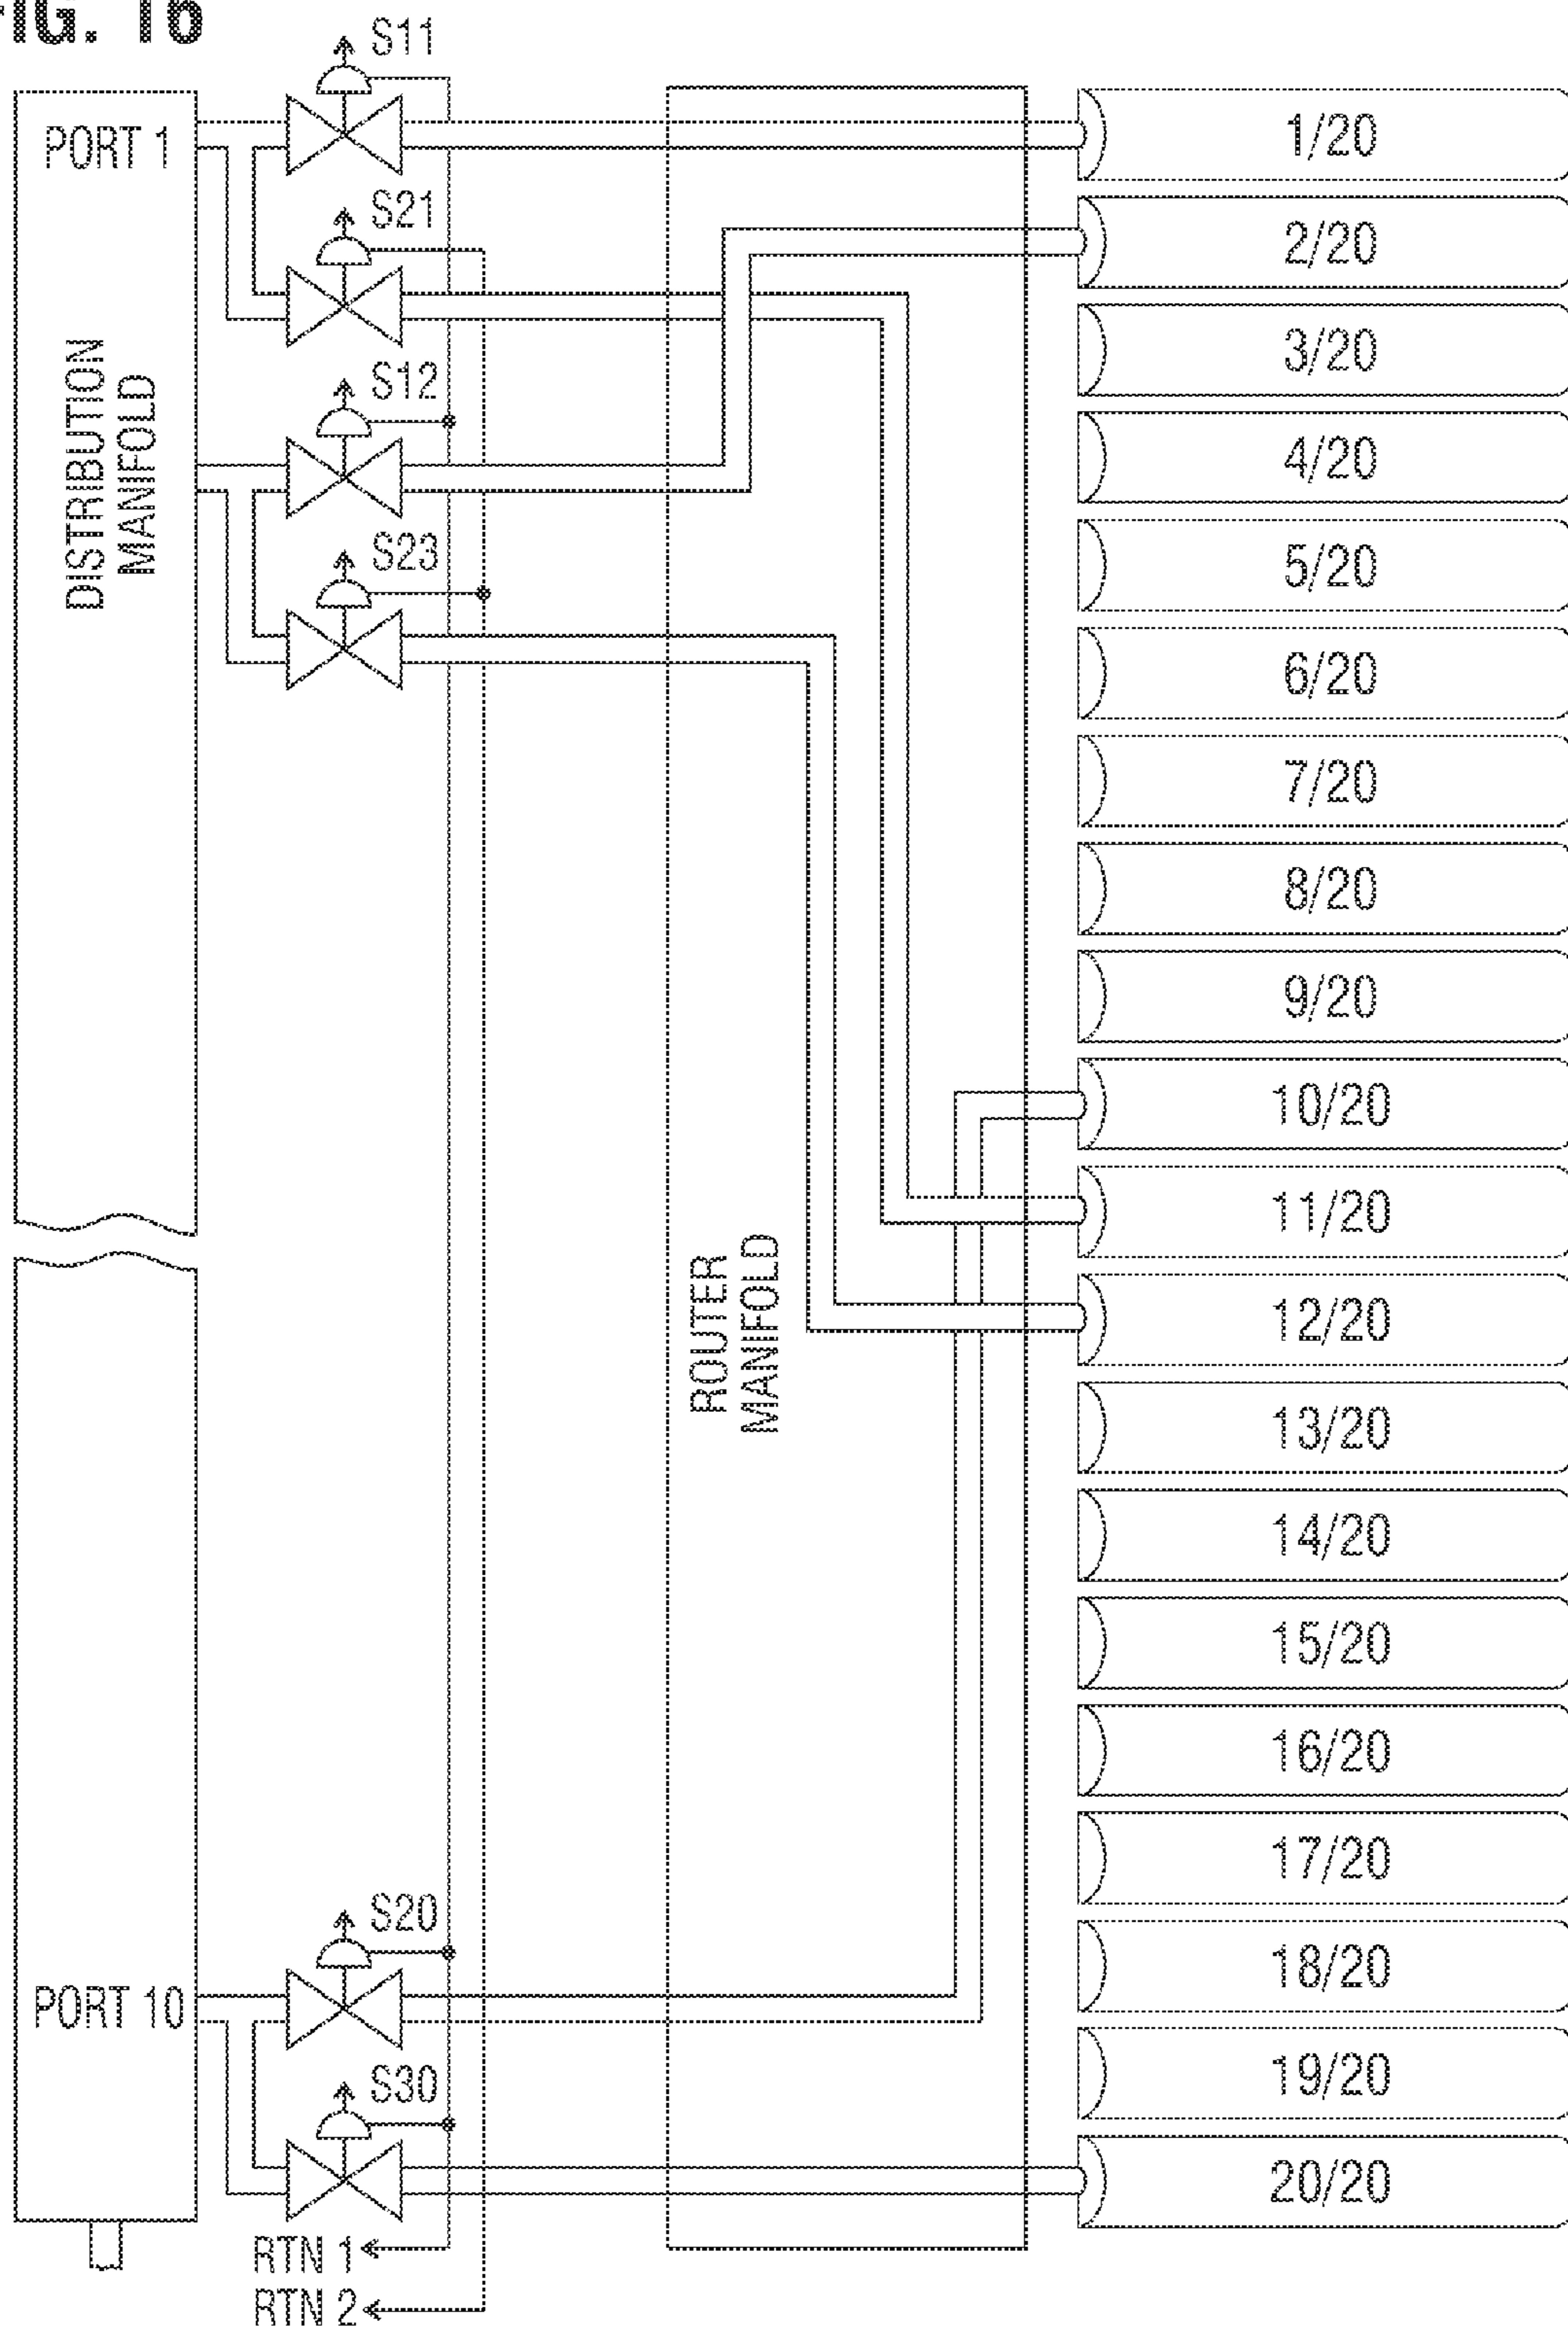 FIG. 16
S11
PORT 1
S21
DISTRIBUTION
MANIFOLD
S12
S23
ROUTER
MANIFOLD
S20
PORT 10
S30
RTN 1
RTN 2
1/20
2/20
3/20
4/20
5/20
6/20
7/20
8/20
9/20
10/20
11/20
12/20
13/20
14/20
15/20
16/20
17/20
18/20
19/20
20/20